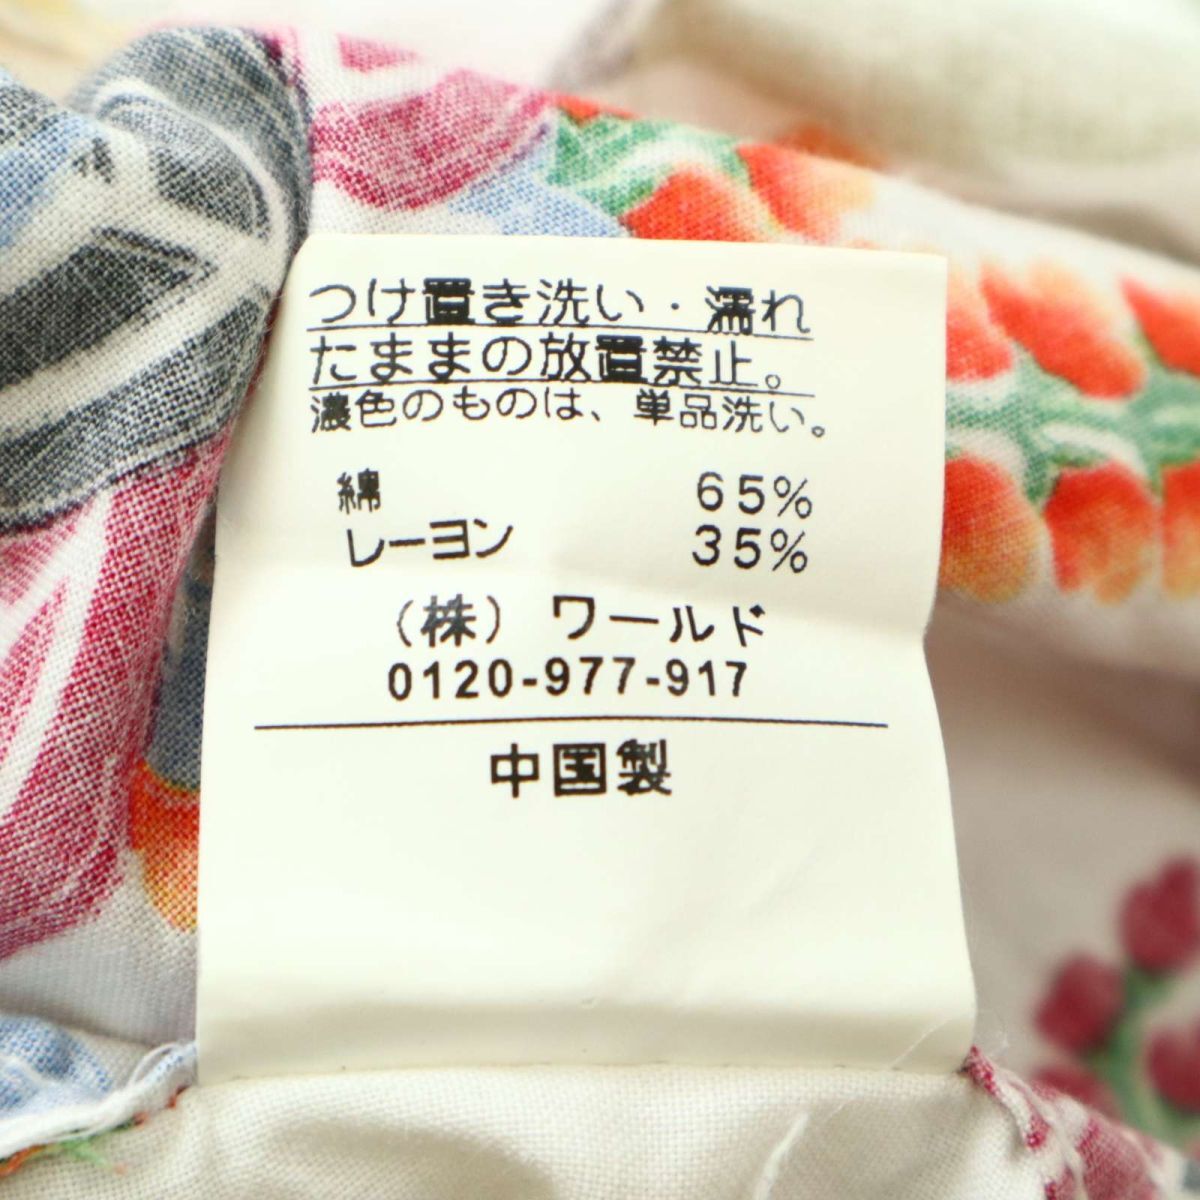 つけ置き洗い・濡れ
たままの放置禁止。
濃色のものは、単品洗い。
綿 65%
レーヨン 35%
（株）ワールド
0120-977-917
中国製